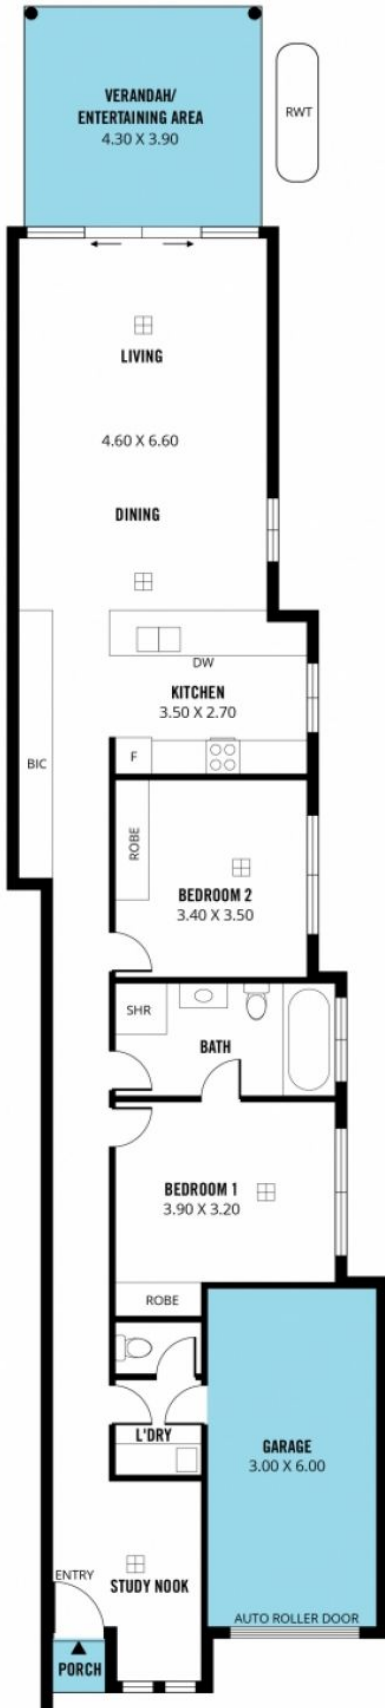 VERANDAH/
ENTERTAINING AREA
4.30 X 3.90
RWT
LIVING
4.60 X 6.60
DINING
DW
KITCHEN
3.50 X 2.70
F
BIC
ROBE
BEDROOM 2
3.40 X 3.50
SHR
BATH
BEDROOM 1
3.90 X 3.20
ROBE
L'DRY
GARAGE
3.00 X 6.00
ENTRY
STUDY NOOK
AUTO ROLLER DOOR
PORCH